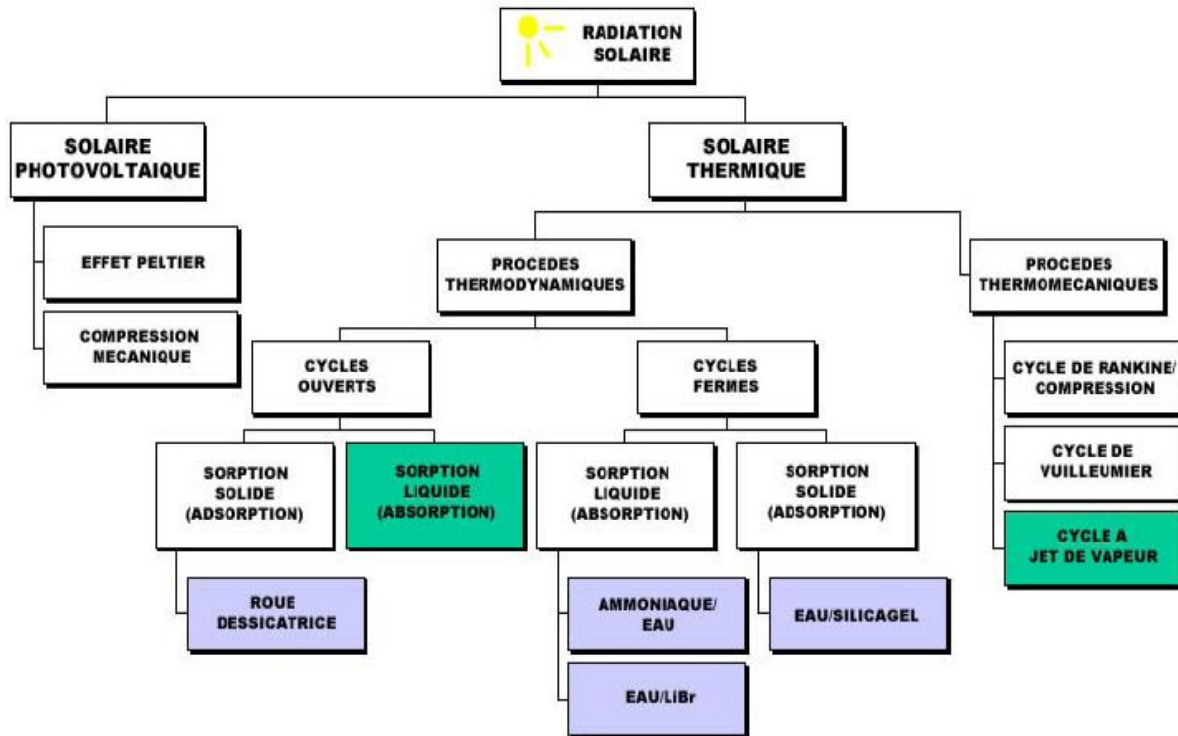 RADIATION
SOLAIRE
SOLAIRE
PHOTOVOLTAIQUE
SOLAIRE
THERMIQUE
EFFET PELTIER
COMPRESSION
MECANIQUE
PROCEDES
THERMODYNAMIQUES
PROCEDES
THERMOMECANIQUES
CYCLES
OUVERTS
CYCLES
FERMES
CYCLE DE RANKINE/
COMPRESSION
CYCLE DE
VUILLEUMIER
CYCLE A
JET DE VAPEUR
SORPTION
SOLIDE
(ADSORPTION)
SORPTION
LIQUIDE
(ABSORPTION)
SORPTION
LIQUIDE
(ABSORPTION)
SORPTION
SOLIDE
(ADSORPTION)
ROUE
DESSICATRICE
AMMONIAQUE/
EAU
EAU/SILICAGEL
EAU/LiBr